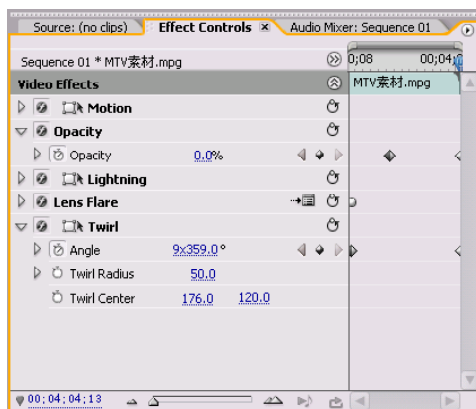 Source: (no clips) Effect Controls Audio Mixer: Sequence 01
Sequence 01 * MTV素材.mpg 0;08 00;04;
Video Effects MTV素材.mpg
Motion
Opacity
Opacity 0.0%
Lightning
Lens Flare
Twirl
Angle 9x359.0°
Twirl Radius 50.0
Twirl Center 176.0 120.0
00;04;04;13